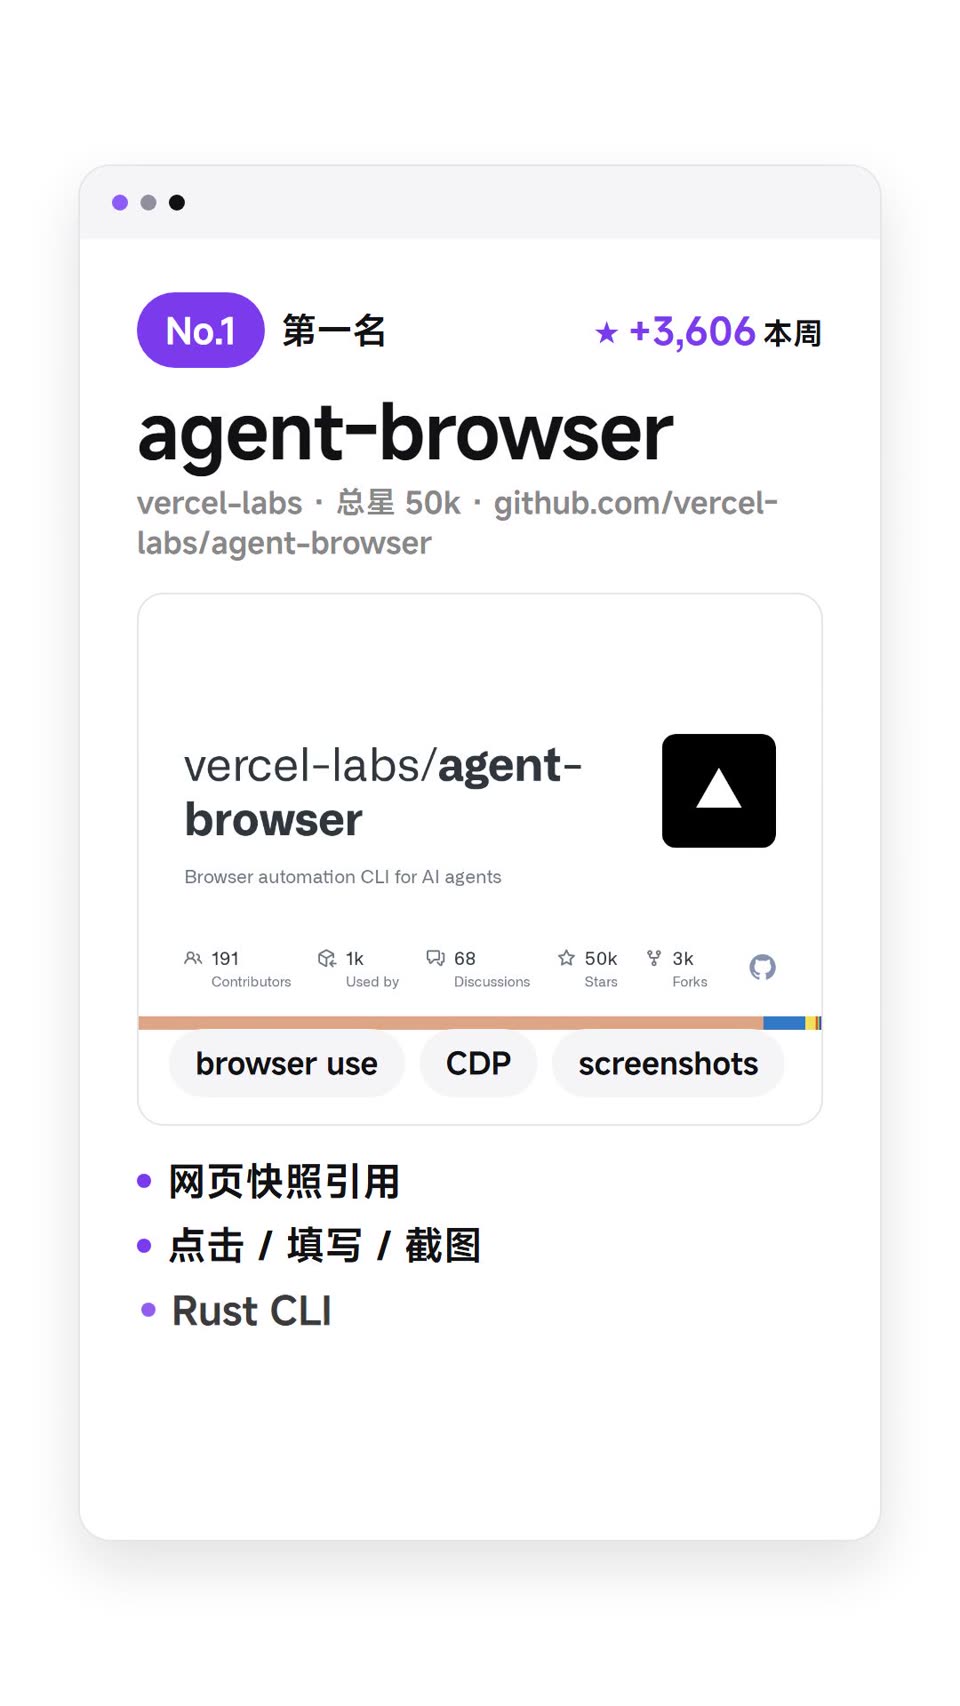 No.1 第一名 ★ +3,606 本周
agent-browser
vercel-labs · 总星 50k · github.com/vercel-
labs/agent-browser
vercel-labs/agent-
browser
Browser automation CLI for AI agents
191 1k 68 50k 3k
Contributors Used by Discussions Stars Forks
browser use CDP screenshots
• 网页快照引用
• 点击 / 填写 / 截图
• Rust CLI